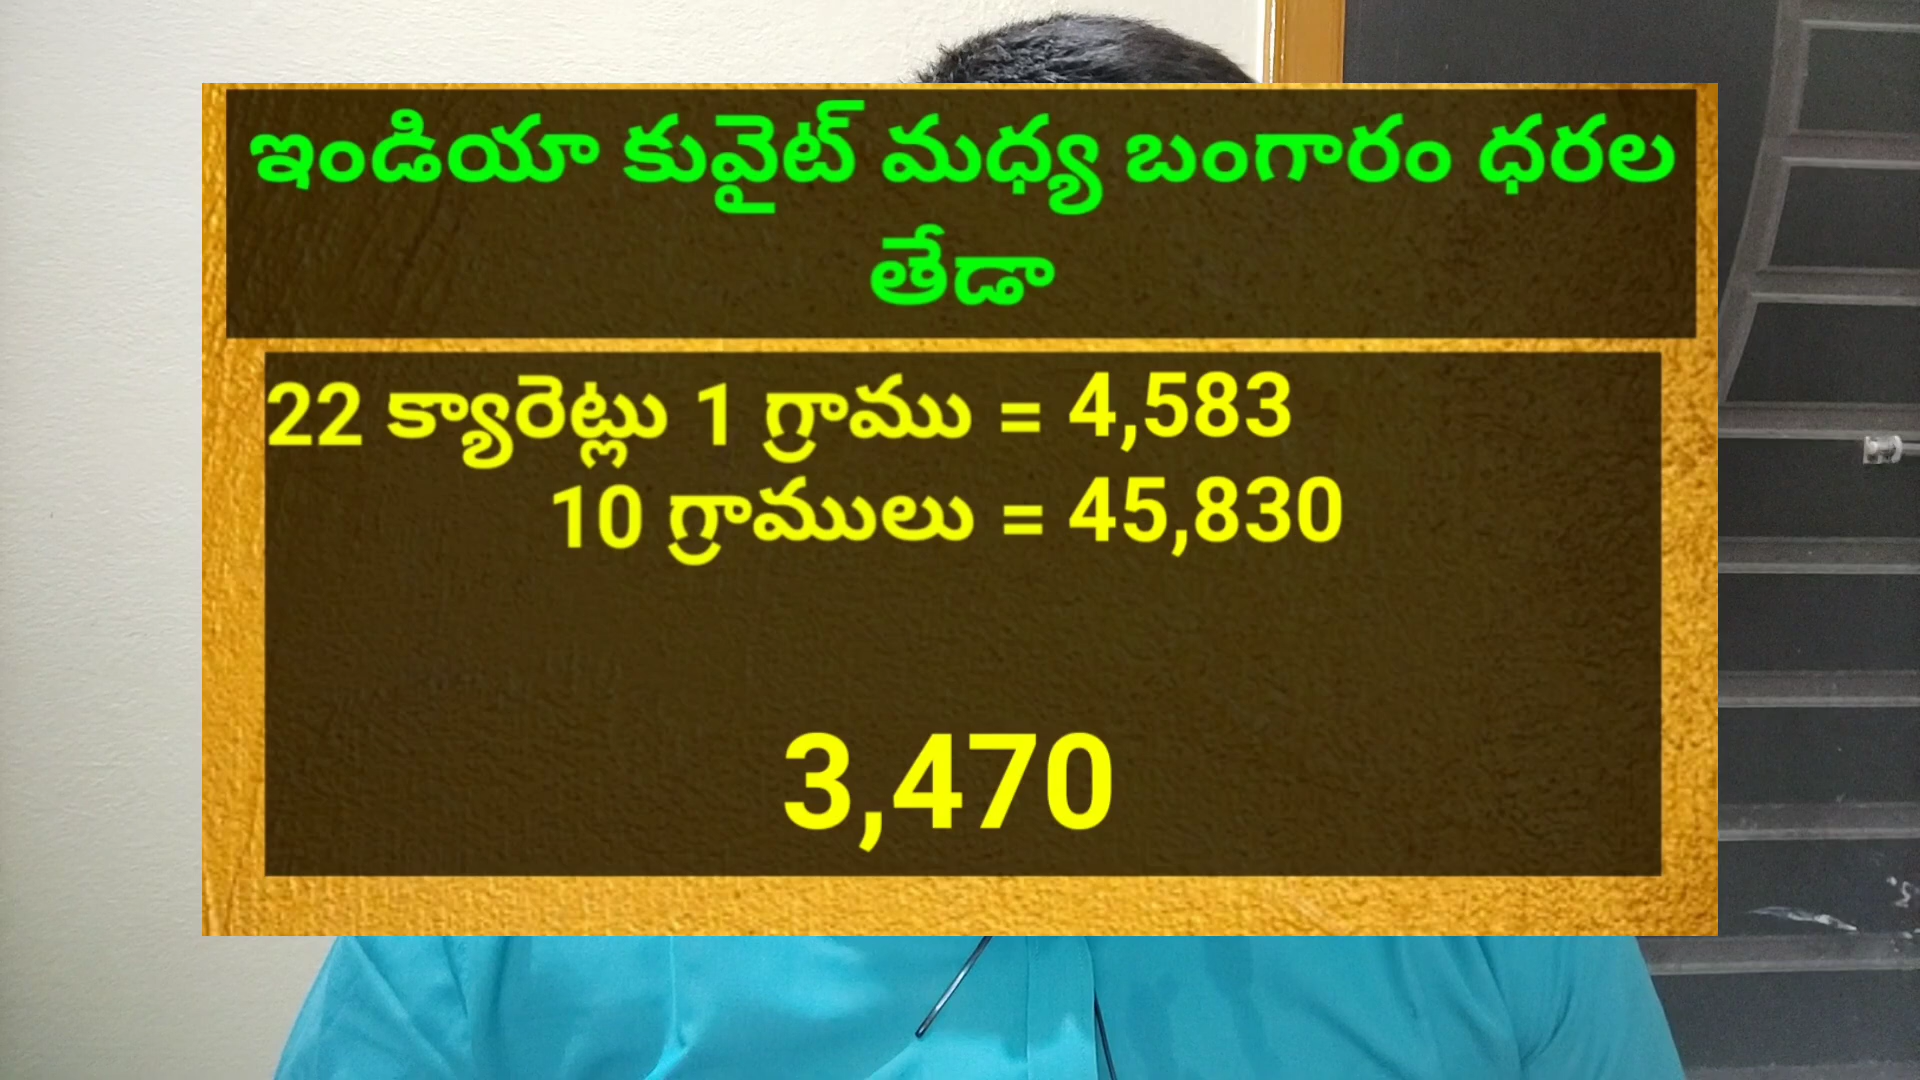 ఇండియా కువైట్ మధ్య బంగారం ధరల
తేడా
22 క్యారెట్లు 1 గ్రాము = 4,583
10 గ్రాములు = 45,830
3,470